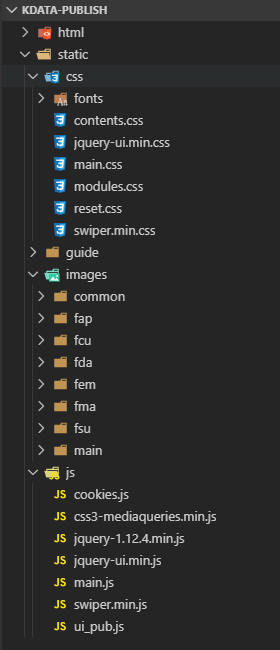 KDATA-PUBLISH
html
static
css
fonts
contents.css
jquery-ui.min.css
main.css
modules.css
reset.css
swiper.min.css
guide
images
common
fap
fcu
fda
fem
fma
fsu
main
js
JS cookies.js
JS css3-mediaqueries.min.js
JS jquery-1.12.4.min.js
JS jquery-ui.min.js
JS main.js
JS swiper.min.js
JS ui_pub.js